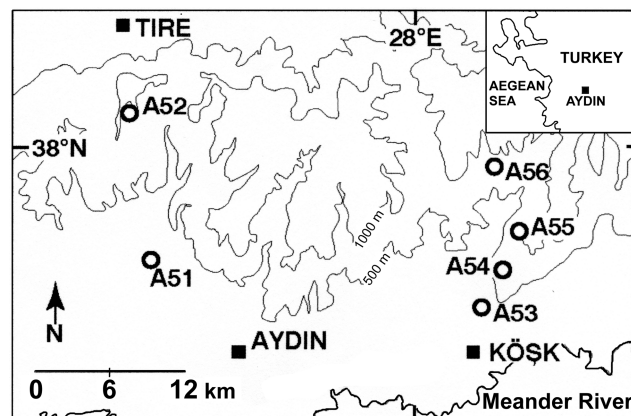 TIRE
28°E
TURKEY
AEGEAN
SEA
AYDIN
A52
38°N
A56
1000 m
A55
500 m
A51
A54
A53
N
AYDIN
KÖŞK
0 6 12 km
Meander River